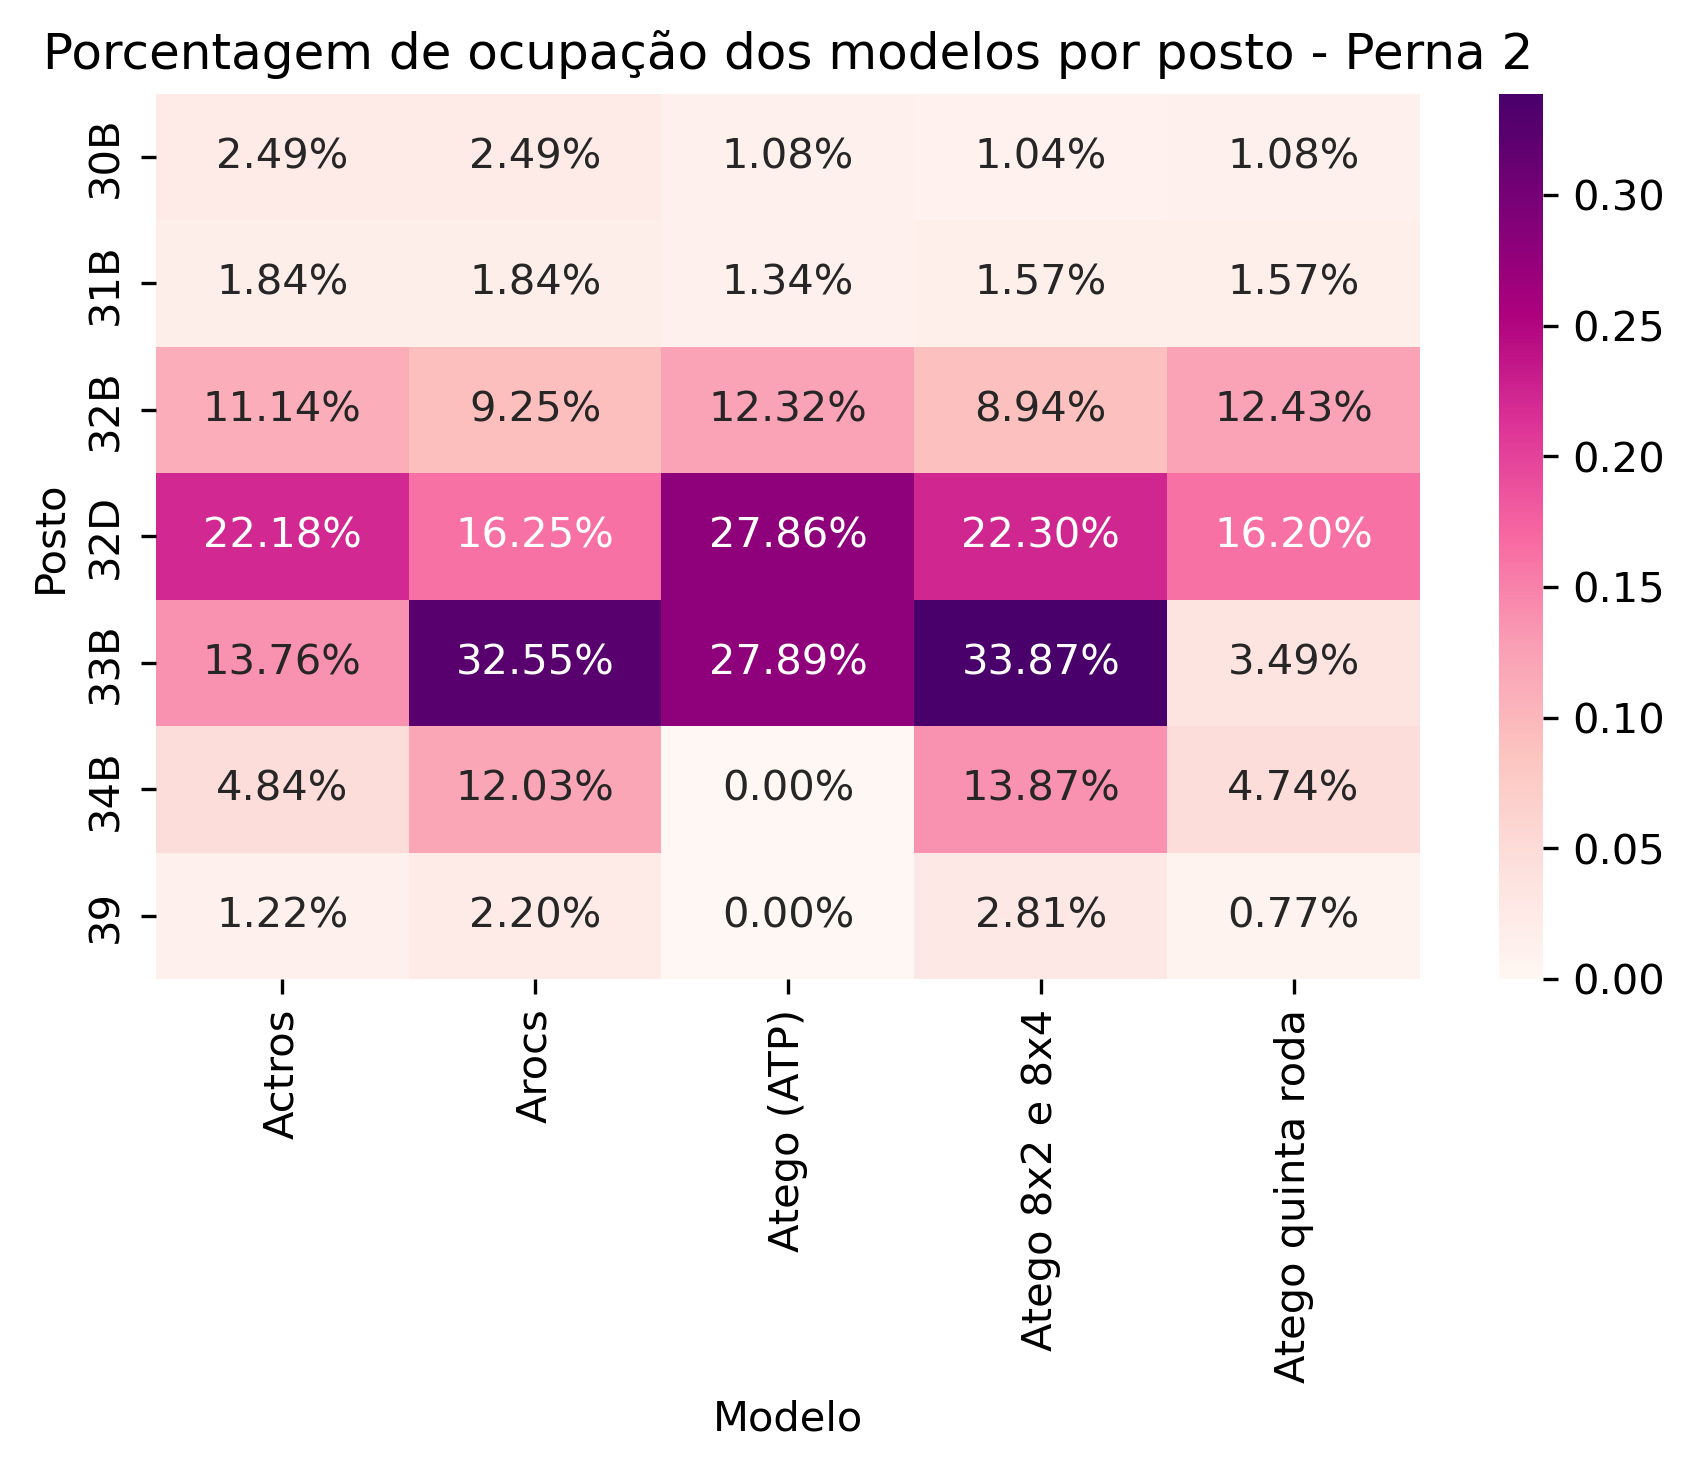 Porcentagem de ocupação dos modelos por posto - Perna 2
30B 2.49% 2.49% 1.08% 1.04% 1.08%
31B 1.84% 1.84% 1.34% 1.57% 1.57%
32B 11.14% 9.25% 12.32% 8.94% 12.43%
32D 22.18% 16.25% 27.86% 22.30% 16.20%
33B 13.76% 32.55% 27.89% 33.87% 3.49%
34B 4.84% 12.03% 0.00% 13.87% 4.74%
39 1.22% 2.20% 0.00% 2.81% 0.77%
Posto
Actros
Arocs
Atego (ATP)
Atego 8x2 e 8x4
Atego quinta roda
Modelo
0.30
0.25
0.20
0.15
0.10
0.05
0.00